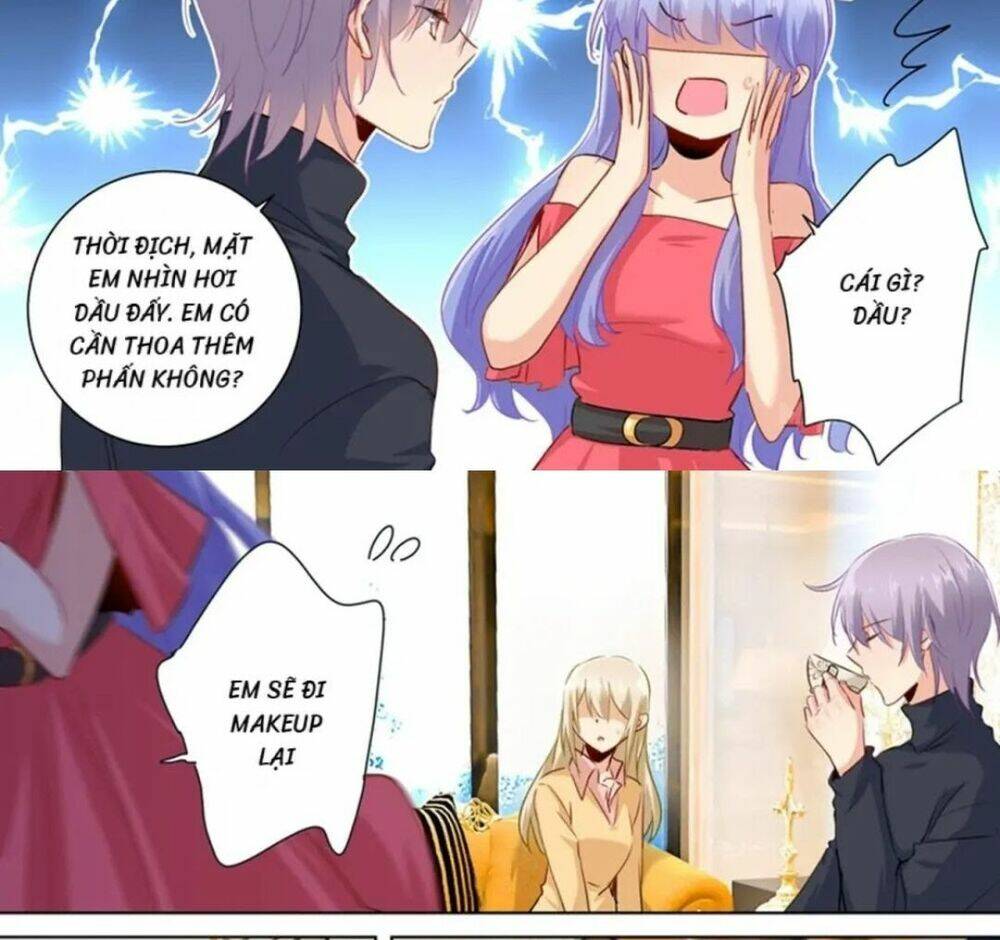 THỜI ĐỊCH, MẶT
EM NHÌN HƠI
DẦU ĐẤY. EM CÓ
CẦN THOA THÊM
PHẤN KHÔNG?
CÁI GÌ?
DẦU?
EM SẼ ĐI
MAKEUP
LẠI